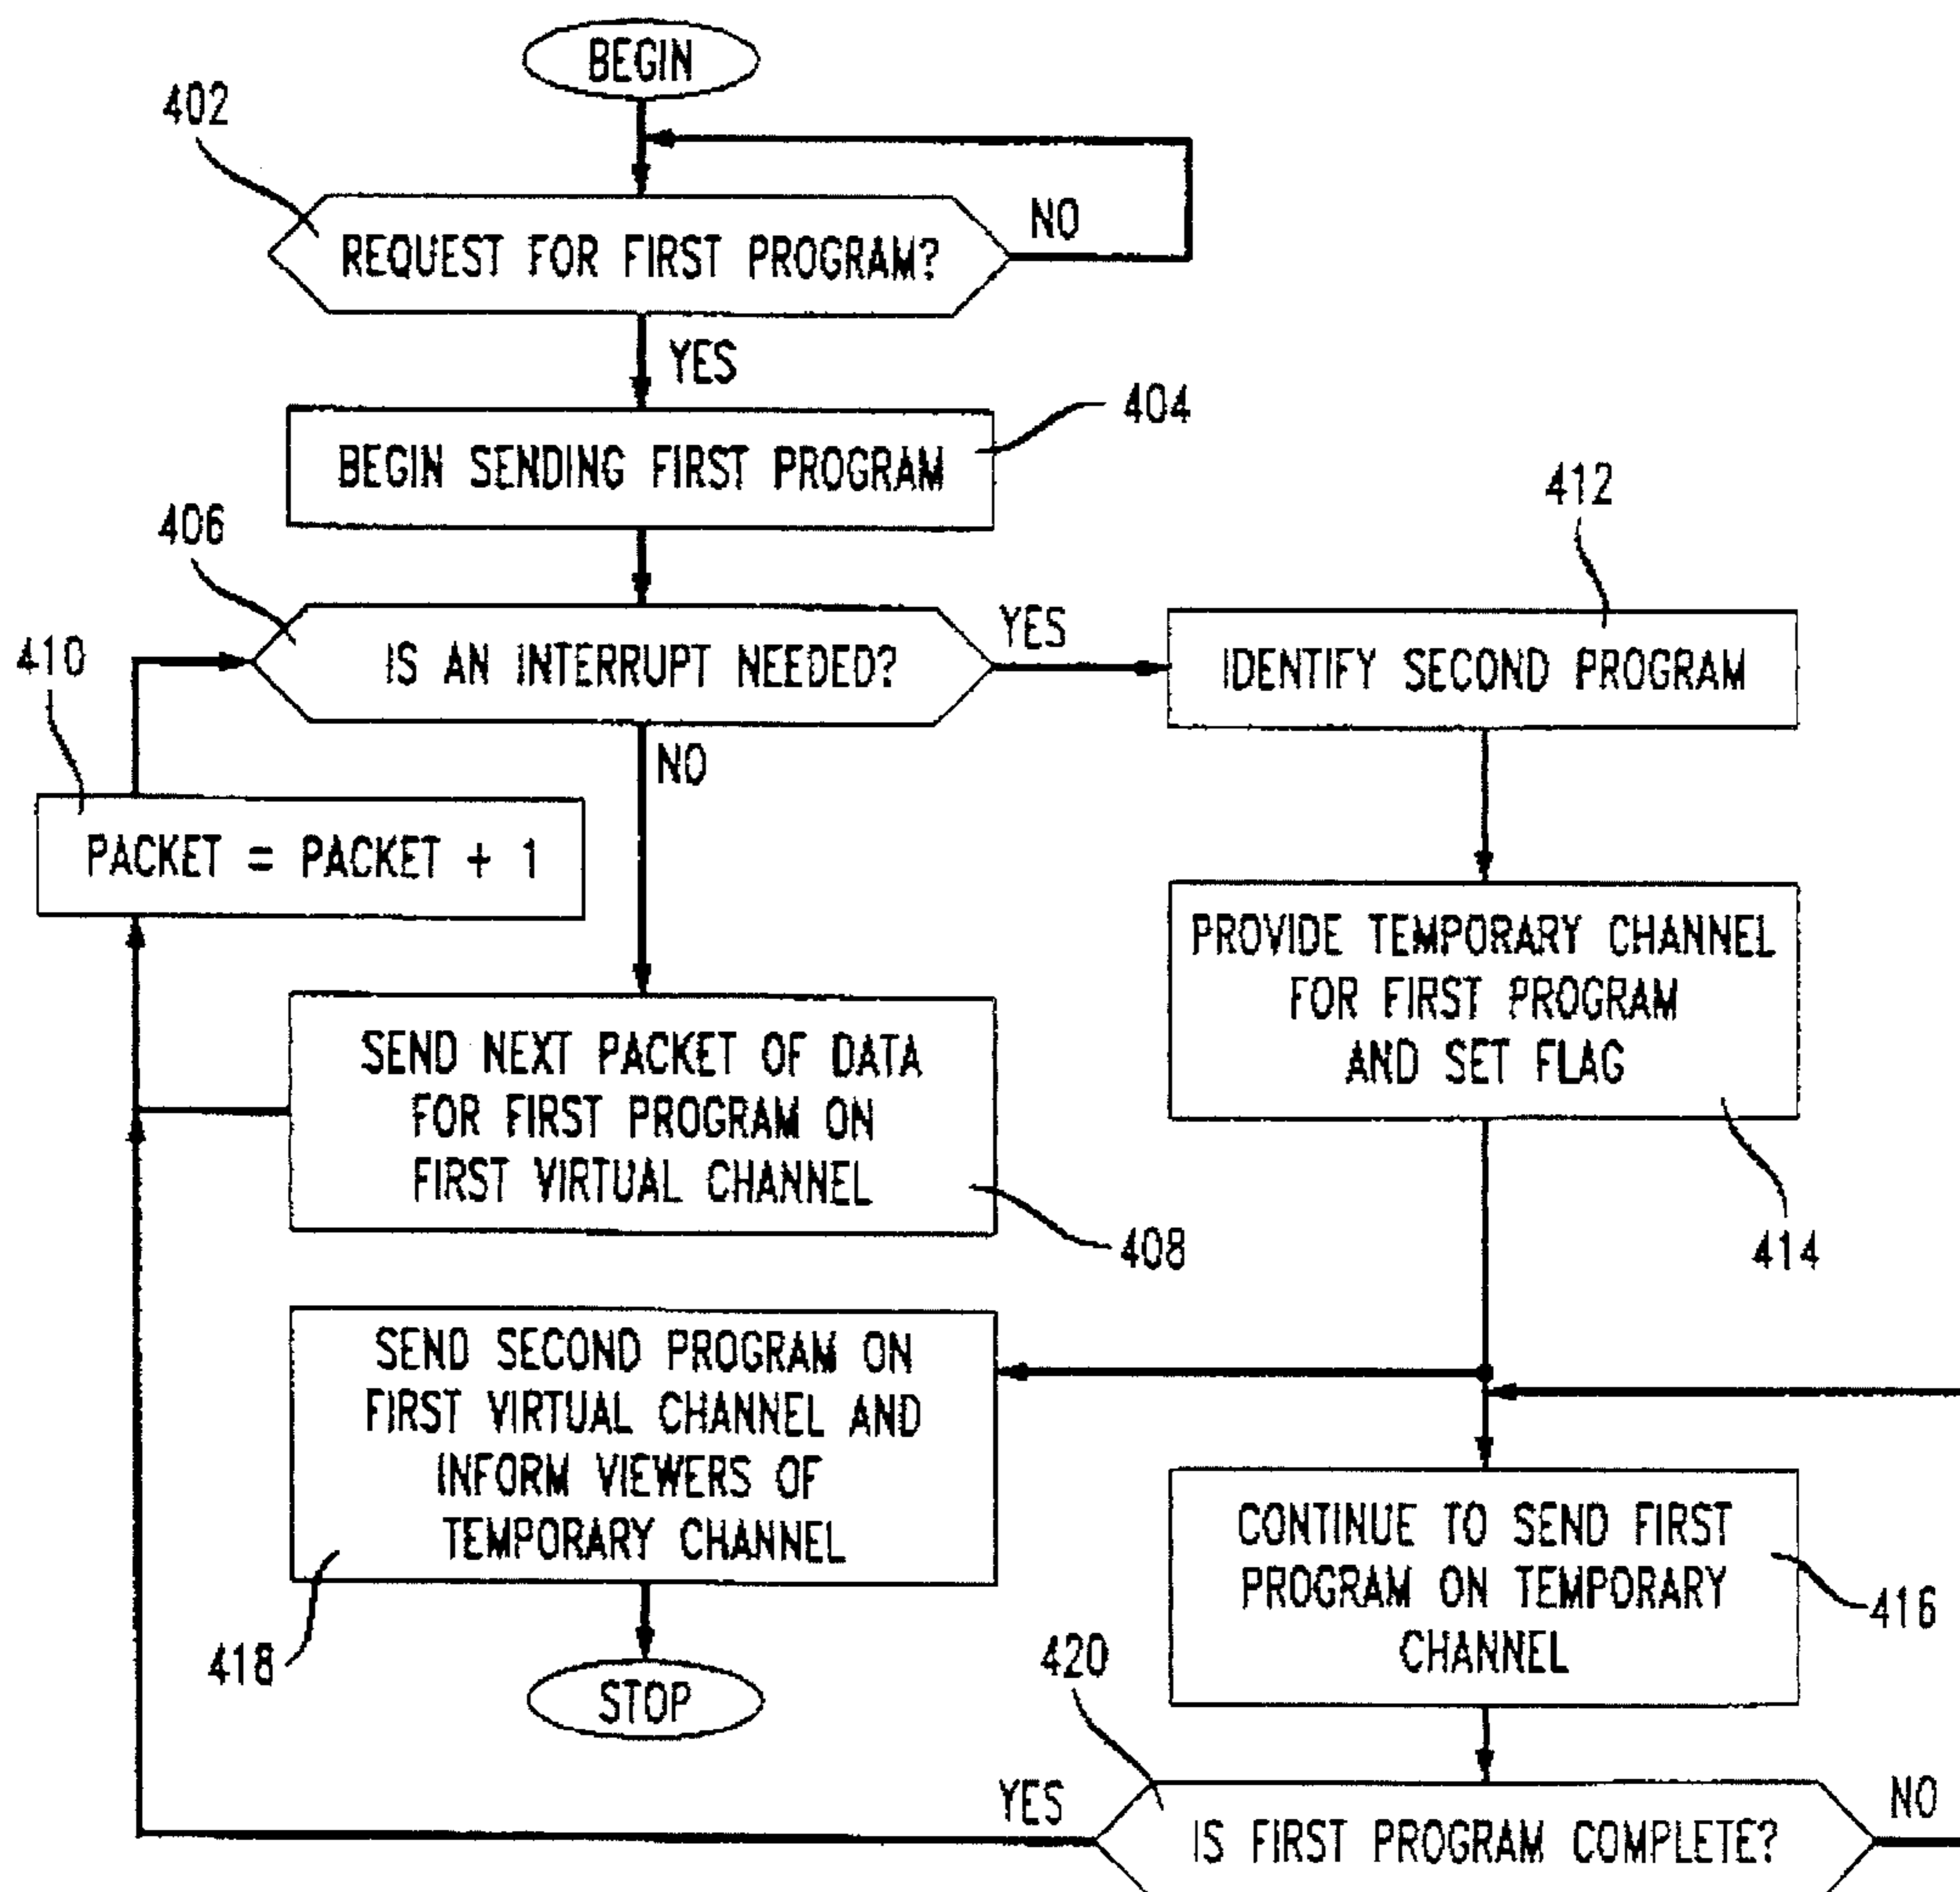 BEGIN
402
REQUEST FOR FIRST PROGRAM?
NO
YES
404
BEGIN SENDING FIRST PROGRAM
406
412
IS AN INTERRUPT NEEDED?
YES
IDENTIFY SECOND PROGRAM
410
NO
PACKET = PACKET + 1
PROVIDE TEMPORARY CHANNEL
FOR FIRST PROGRAM
AND SET FLAG
414
SEND NEXT PACKET OF DATA
FOR FIRST PROGRAM ON
FIRST VIRTUAL CHANNEL
408
SEND SECOND PROGRAM ON
FIRST VIRTUAL CHANNEL AND
INFORM VIEWERS OF
TEMPORARY CHANNEL
418
STOP
CONTINUE TO SEND FIRST
PROGRAM ON TEMPORARY
CHANNEL
416
420
YES
IS FIRST PROGRAM COMPLETE?
NO